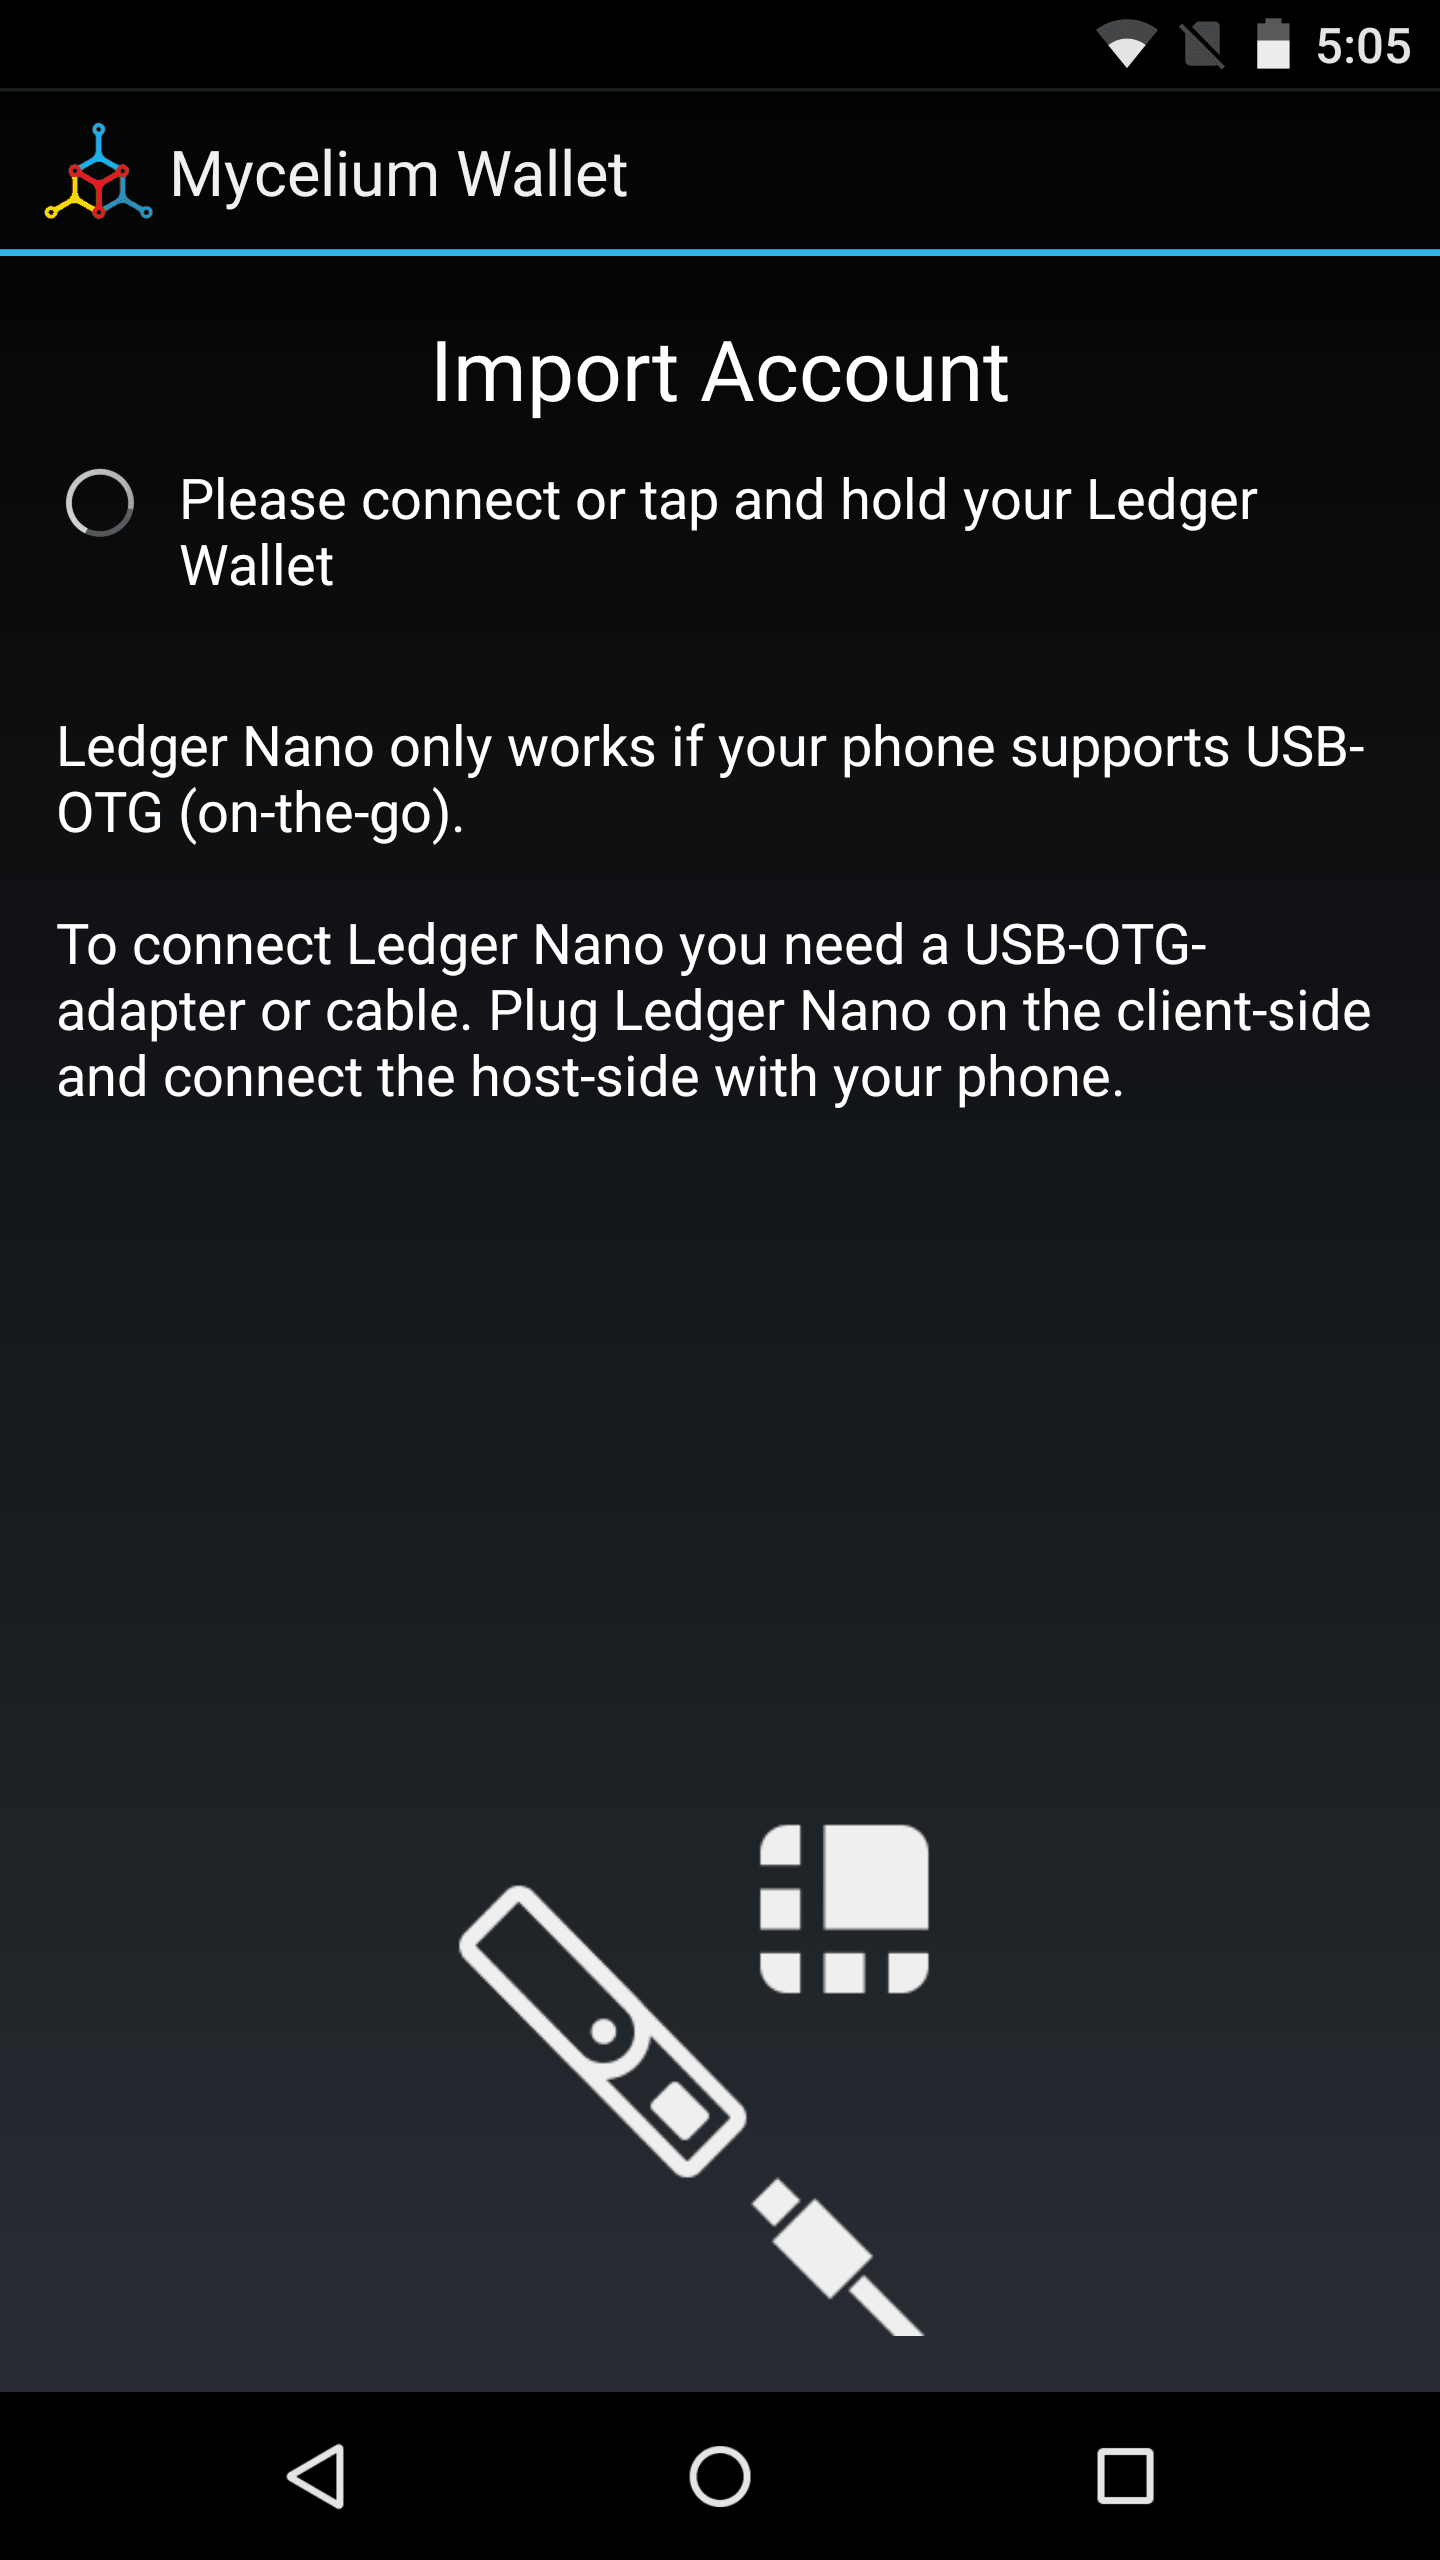 5:05
Mycelium Wallet
Import Account
Please connect or tap and hold your Ledger
Wallet
Ledger Nano only works if your phone supports USB-
OTG (on-the-go).
To connect Ledger Nano you need a USB-OTG-
adapter or cable. Plug Ledger Nano on the client-side
and connect the host-side with your phone.